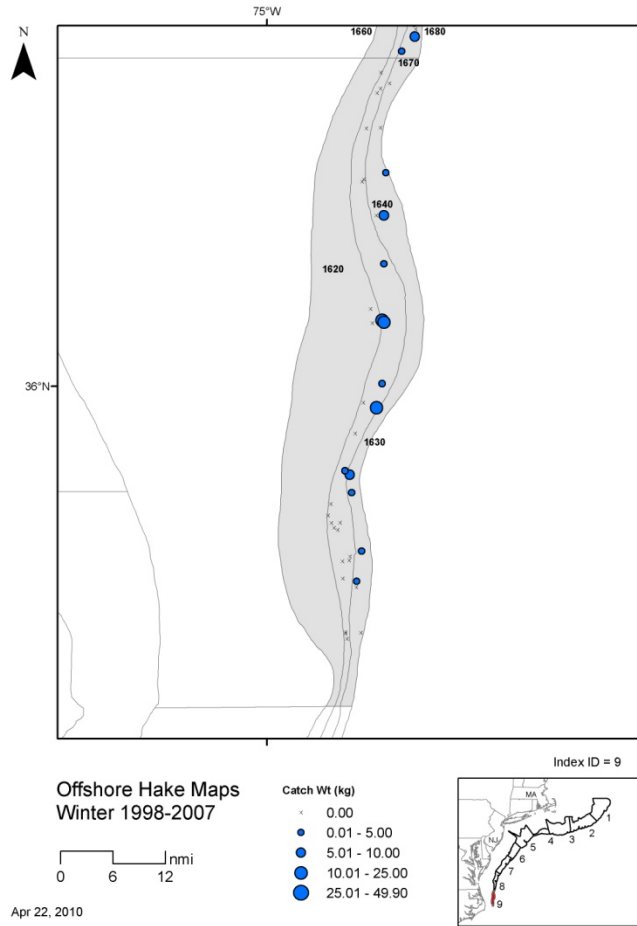 75°W
N
1660
1680
1670
1640
1620
36°N
1630
Index ID = 9
Offshore Hake Maps
Winter 1998-2007
Catch Wt (kg)
0.00
0.01 - 5.00
5.01 - 10.00
10.01 - 25.00
25.01 - 49.90
nmi
0 6 12
Apr 22, 2010
MA
NJ
1
2
3
4
5
6
7
8
9